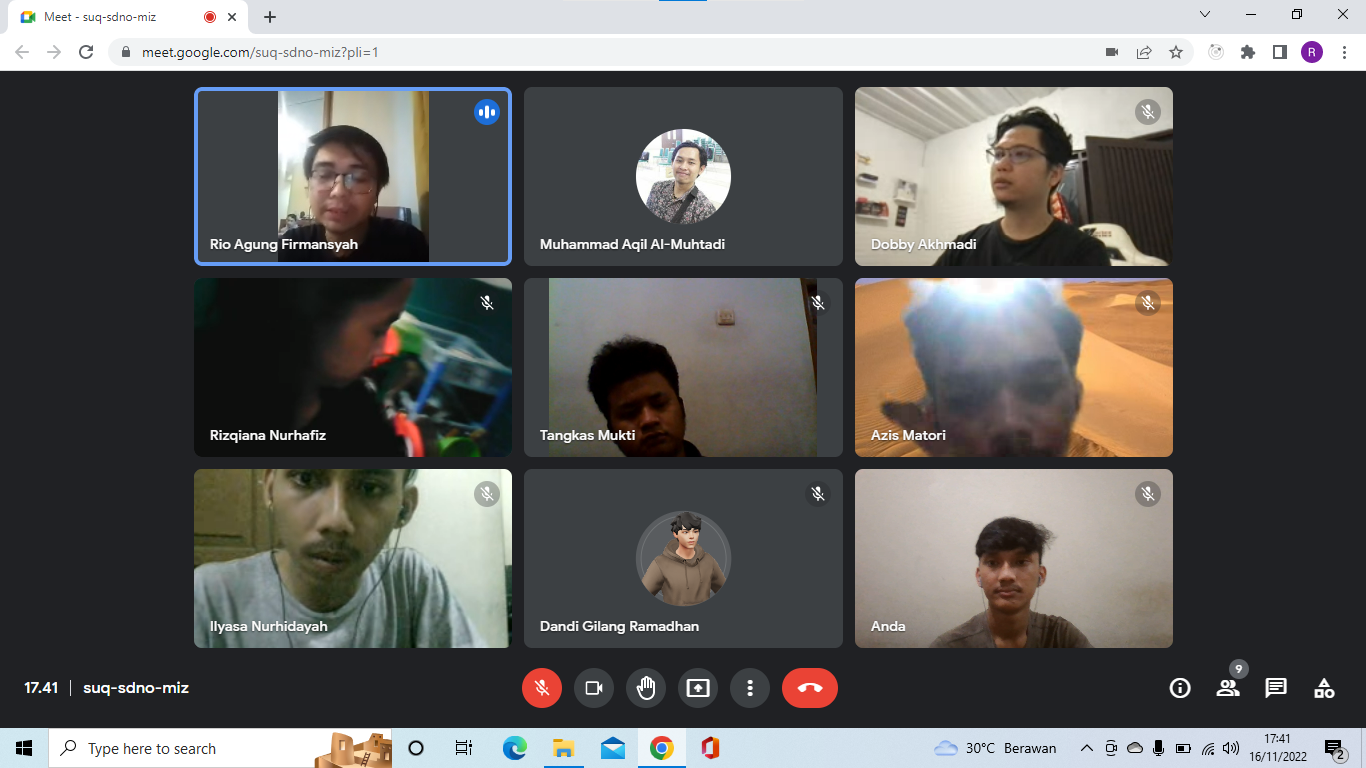 Meet - suq-sdno-miz
meet.google.com/suq-sdno-miz?pli=1
R
Rio Agung Firmansyah
Muhammad Aqil Al-Muhtadi
Dobby Akhmadi
Rizqiana Nurhafiz
Tangkas Mukti
Azis Matori
Ilyasa Nurhidayah
Dandi Gilang Ramadhan
Anda
17.41 | suq-sdno-miz
9
Type here to search
30°C Berawan
17:41
16/11/2022
2